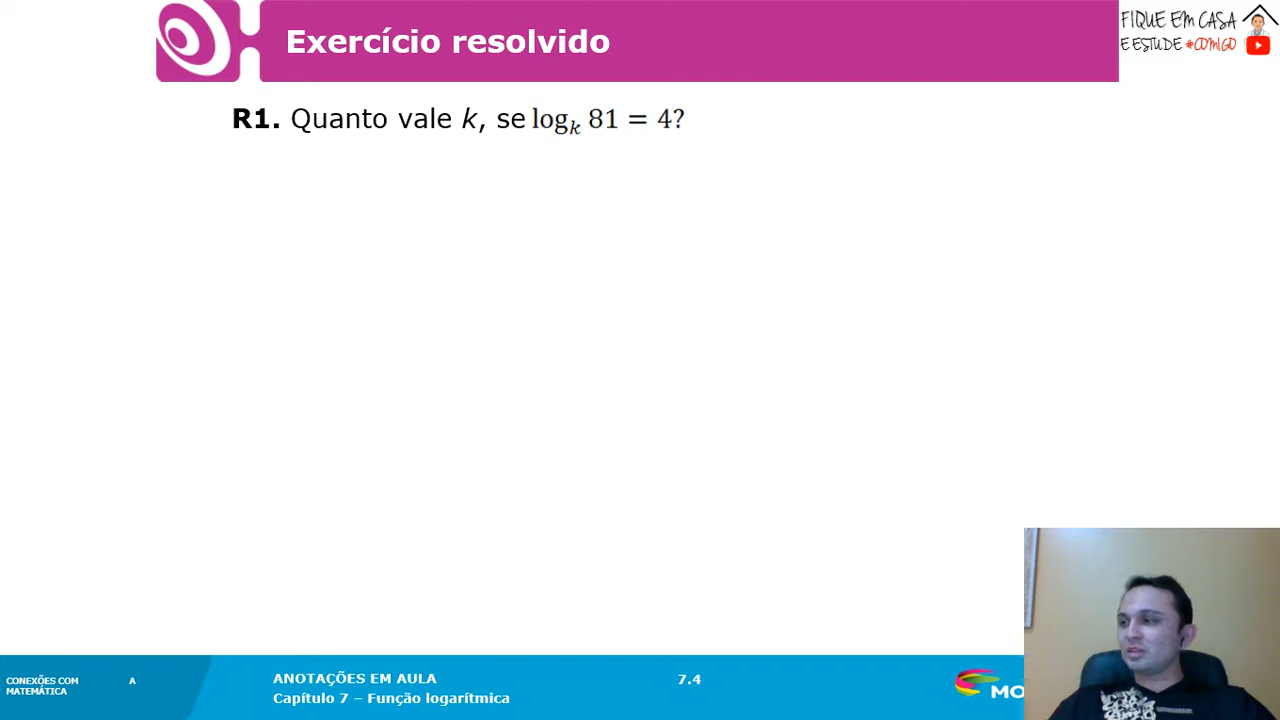 Exercício resolvido
FIQUE EM CASA
E ESTUDE #COMIGO
R1. Quanto vale k, se logₖ 81 = 4?
CONEXÕES COM
MATEMÁTICA
A
ANOTAÇÕES EM AULA
Capítulo 7 – Função logarítmica
7.4
MO